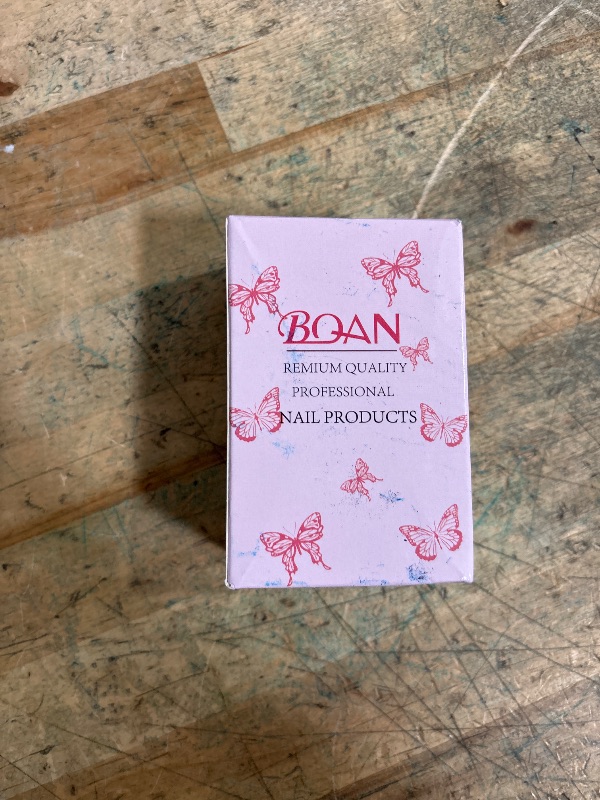 BOAN
REMIUM QUALITY
PROFESSIONAL
NAIL PRODUCTS